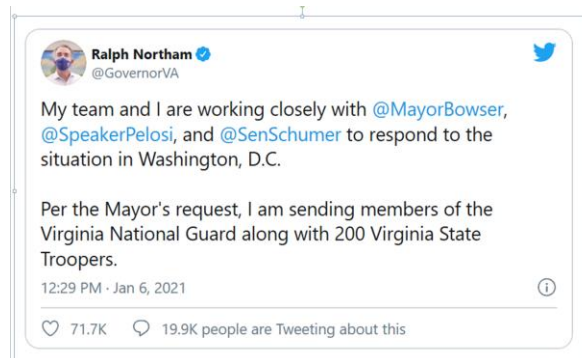 Ralph Northam
@GovernorVA
My team and I are working closely with @MayorBowser,
@SpeakerPelosi, and @SenSchumer to respond to the
situation in Washington, D.C.
Per the Mayor's request, I am sending members of the
Virginia National Guard along with 200 Virginia State
Troopers.
12:29 PM · Jan 6, 2021
71.7K 19.9K people are Tweeting about this